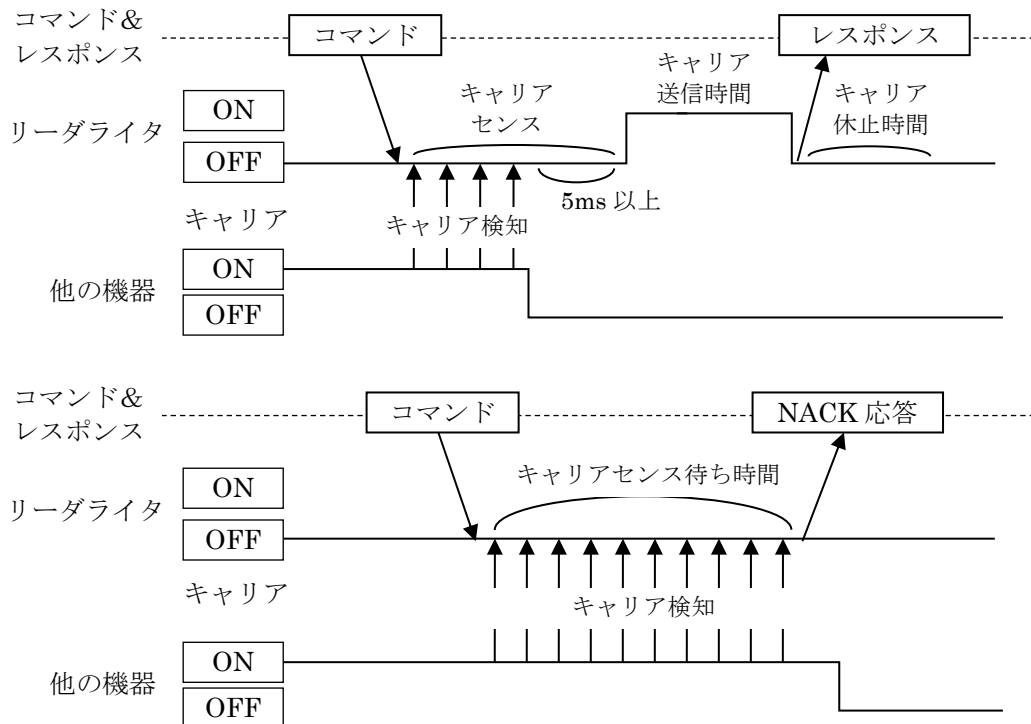 コマンド&
レスポンス
コマンド
レスポンス
リーダライタ
ON
OFF
キャリア
センス
キャリア
送信時間
キャリア
休止時間
5ms 以上
キャリア
キャリア検知
他の機器
ON
OFF
コマンド&
レスポンス
コマンド
NACK 応答
リーダライタ
ON
OFF
キャリアセンス待ち時間
キャリア
キャリア検知
他の機器
ON
OFF